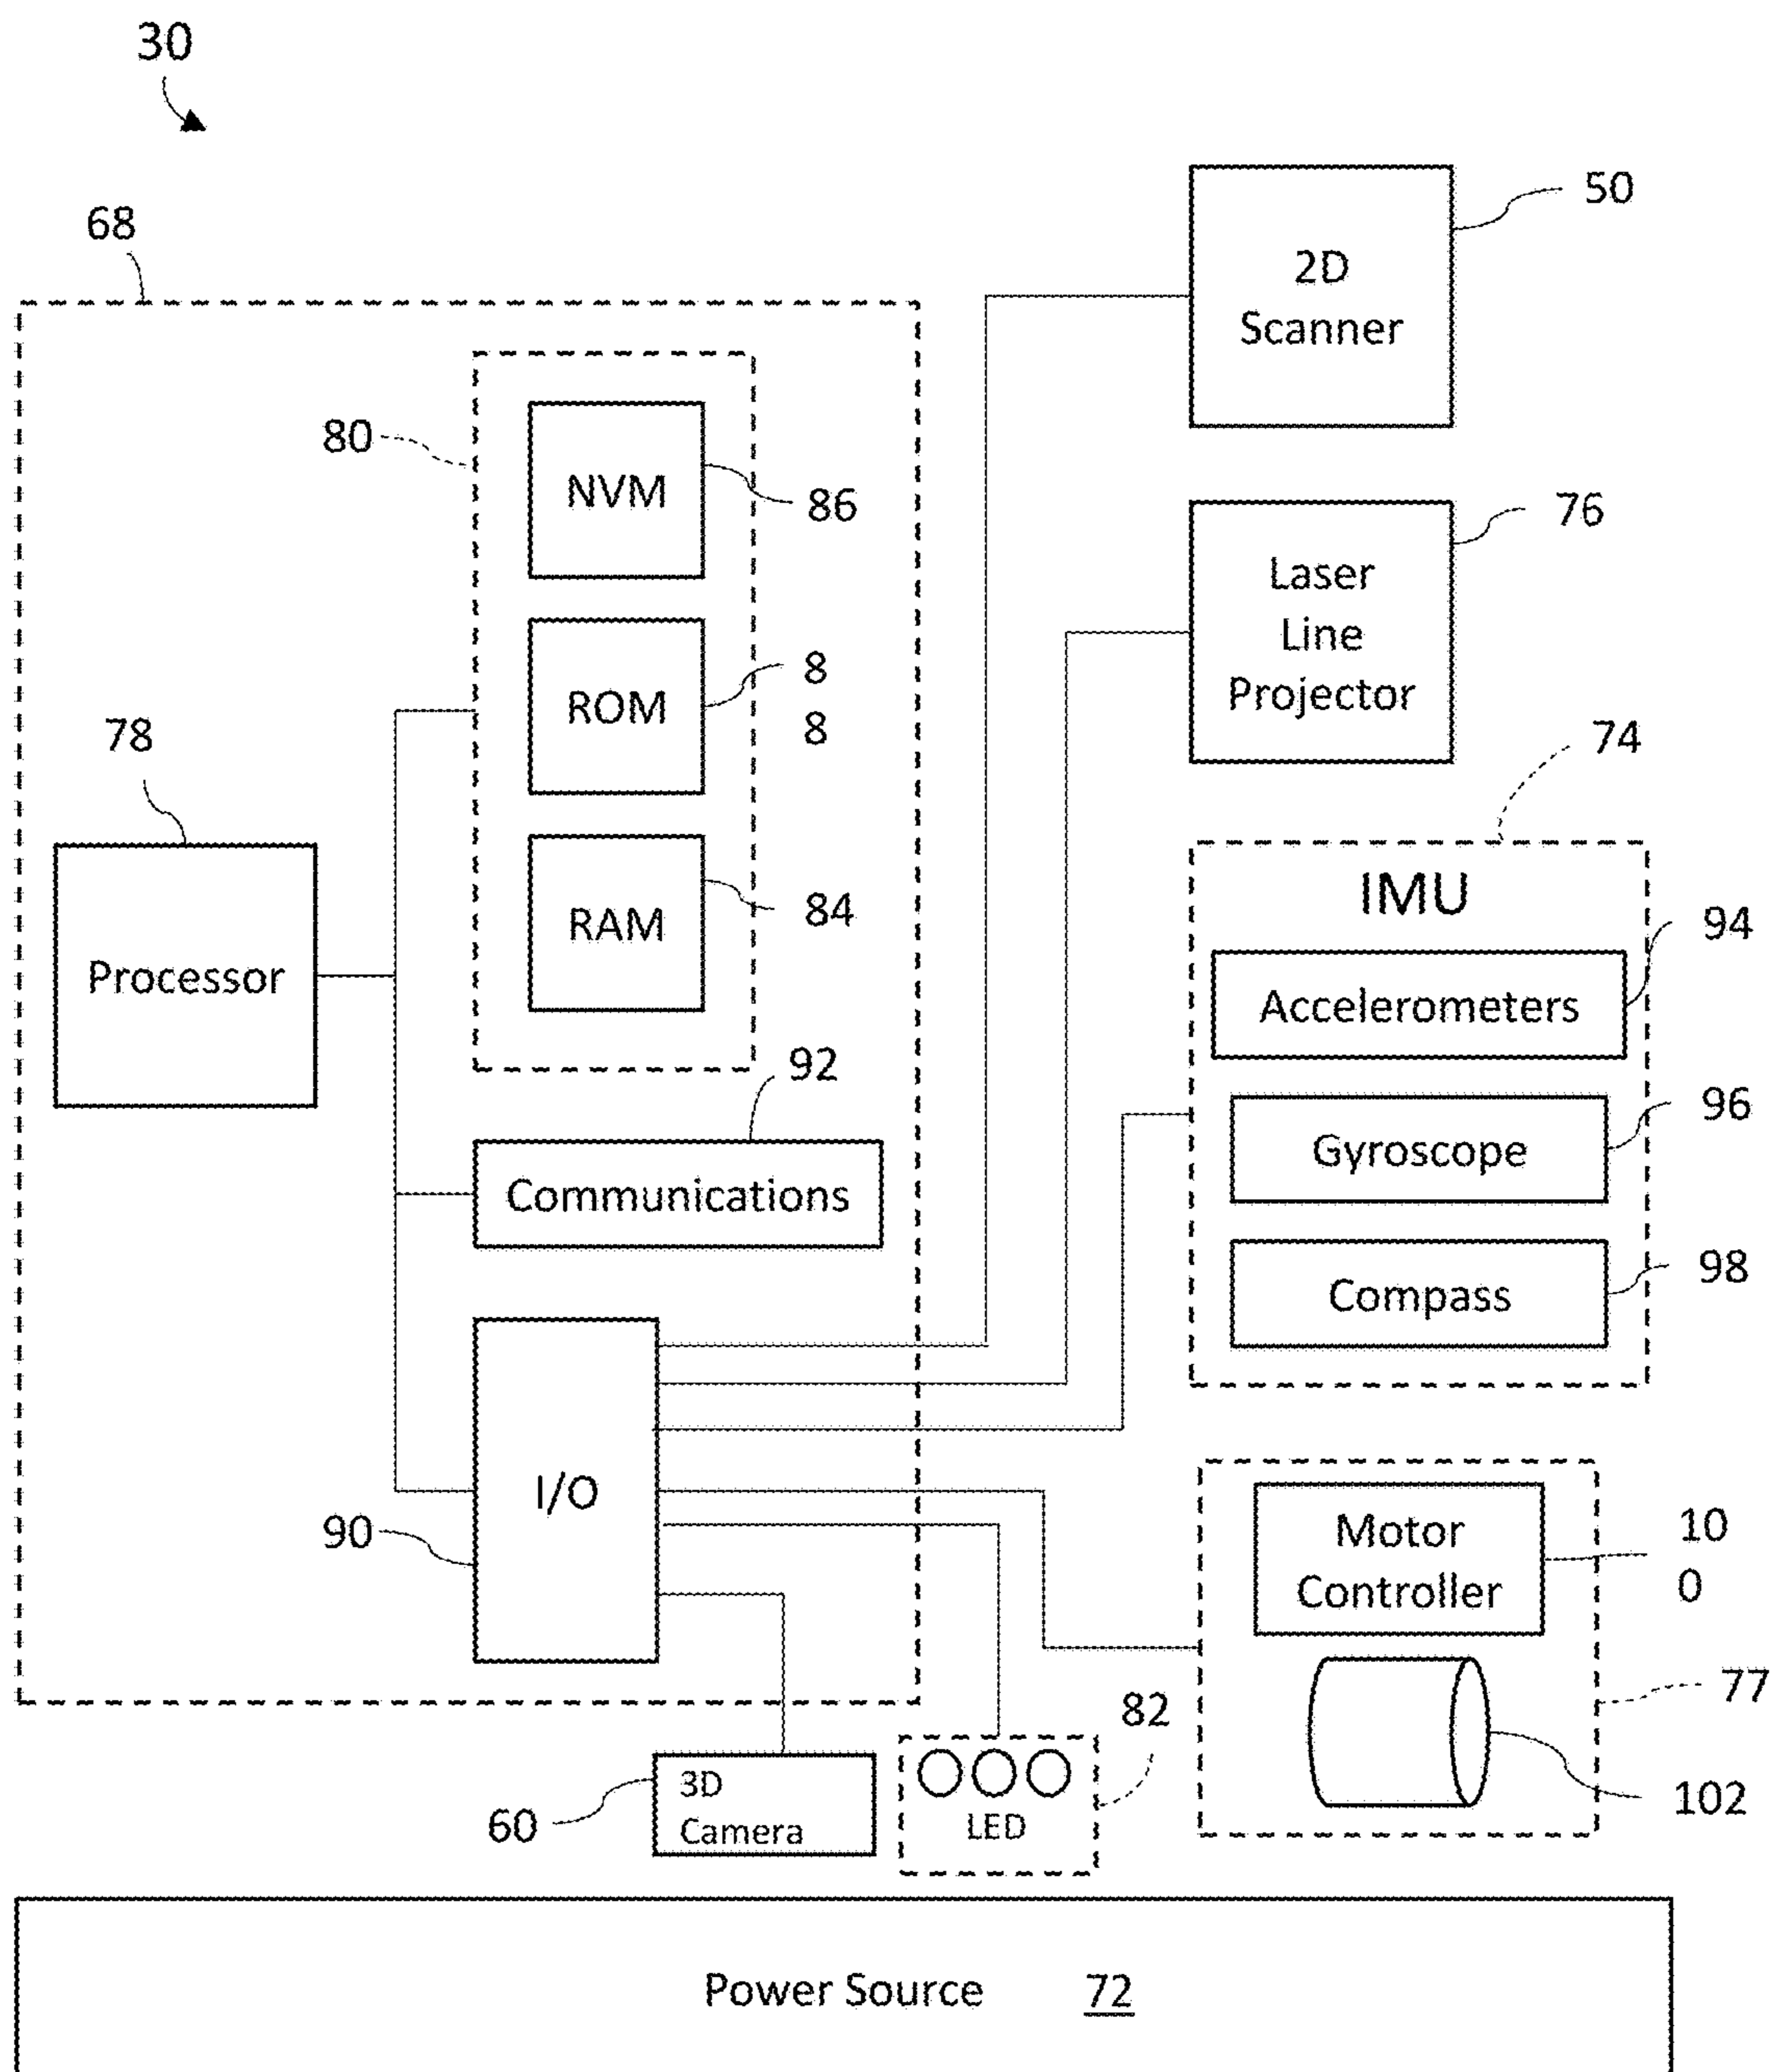 30
68
50
2D
Scanner
80
NVM
86
76
Laser
Line
Projector
ROM
8
8
78
74
Processor
RAM
84
IMU
94
Accelerometers
92
96
Gyroscope
Communications
98
Compass
I/O
90
Motor
Controller
10
0
77
82
102
3D
Camera
60
LED
Power Source 72